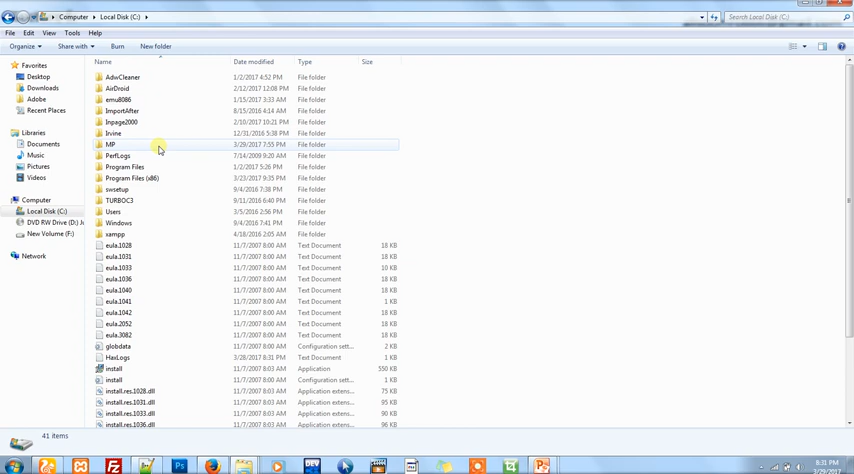 Computer ▸ Local Disk (C:) ▸
Search Local Disk (C:)
File Edit View Tools Help
Organize Share with Burn New folder
Name Date modified Type Size
Favorites
Desktop
Downloads
Adobe
Recent Places
Libraries
Documents
Music
Pictures
Videos
Computer
Local Disk (C:)
DVD RW Drive (D:)
New Volume (F:)
Network
AdwCleaner 1/2/2017 4:52 PM File folder
AirDroid 2/12/2017 12:08 PM File folder
emu8086 1/15/2017 3:33 AM File folder
ImportAfter 8/15/2016 4:14 AM File folder
Inpage2000 2/10/2017 10:21 PM File folder
Irvine 12/31/2016 5:38 PM File folder
MP 3/29/2017 7:55 PM File folder
PerfLogs 7/14/2009 9:20 AM File folder
Program Files 1/2/2017 5:26 PM File folder
Program Files (x86) 3/23/2017 9:35 PM File folder
swsetup 9/4/2016 7:38 PM File folder
TURBOC3 9/11/2016 6:40 PM File folder
Users 3/5/2016 2:56 PM File folder
Windows 9/4/2016 7:41 PM File folder
xampp 4/18/2016 2:05 AM File folder
eula.1028 11/7/2007 8:00 AM Text Document 18 KB
eula.1031 11/7/2007 8:00 AM Text Document 18 KB
eula.1033 11/7/2007 8:00 AM Text Document 10 KB
eula.1036 11/7/2007 8:00 AM Text Document 18 KB
eula.1040 11/7/2007 8:00 AM Text Document 18 KB
eula.1041 11/7/2007 8:00 AM Text Document 1 KB
eula.1042 11/7/2007 8:00 AM Text Document 18 KB
eula.2052 11/7/2007 8:00 AM Text Document 18 KB
eula.3082 11/7/2007 8:00 AM Text Document 18 KB
globdata 11/7/2007 8:00 AM Configuration sett... 2 KB
HaxLogs 3/28/2017 8:31 PM Text Document 1 KB
install 11/7/2007 8:03 AM Application 550 KB
install 11/7/2007 8:00 AM Configuration sett... 1 KB
install.res.1028.dll 11/7/2007 8:03 AM Application exten... 75 KB
install.res.1031.dll 11/7/2007 8:03 AM Application exten... 95 KB
install.res.1033.dll 11/7/2007 8:03 AM Application exten... 90 KB
install.res.1036.dll 11/7/2007 8:03 AM Application exten... 96 KB
41 items
8:31 PM
3/29/2017